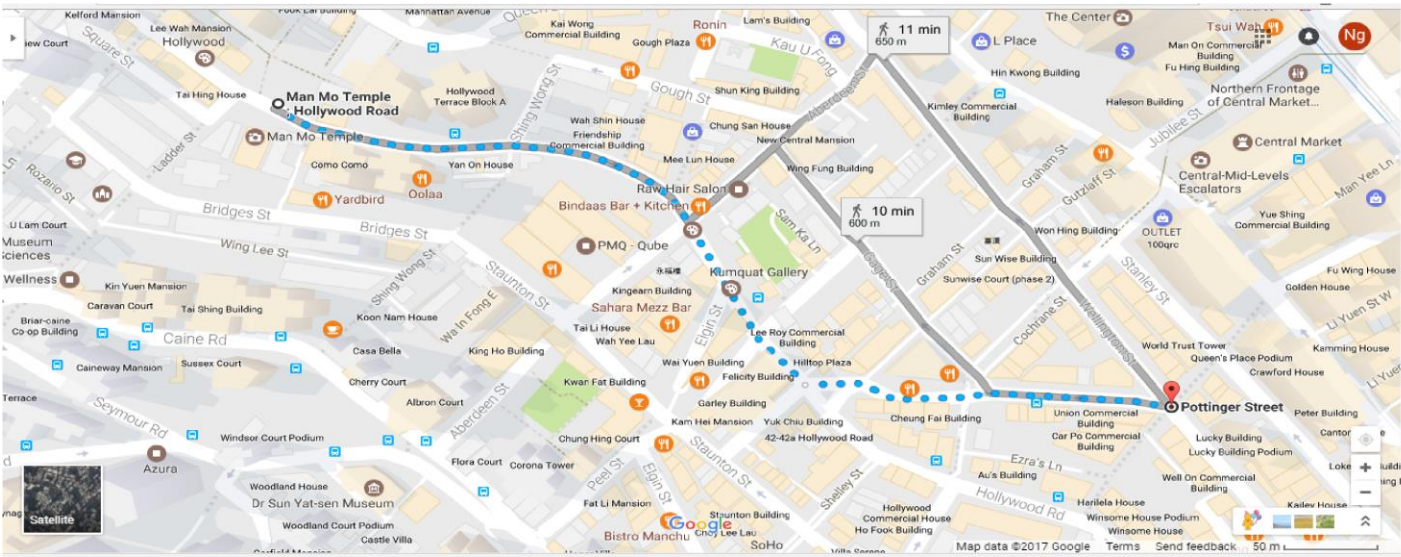 Kelford Mansion
Lee Wah Mansion
Hollywood
Manhattan Avenue
Kai Wong
Commercial Building
Ronin
Lam's Building
Gough Plaza
Kau U Fong
11 min
650 m
L Place
The Center
Tsui Wah
Man On Commercial
Building
Fu Hing Building
Ng
Square St
Tai Hing House
Man Mo Temple
Hollywood Road
Hollywood
Terrace Block A
Shing Wong St
Gough St
Shun King Building
Aberdeen St
Hin Kwong Building
Kimley Commercial
Building
Haleson Building
Northern Frontage
of Central Market...
Jubilee St
Ladder St
Man Mo Temple
Wah Shin House
Friendship
Commercial Building
Chung San House
New Central Mansion
Central Market
Como Como
Yan On House
Mee Lun House
Wing Fung Building
Graham St
Gutzlaff St
Central-Mid-Levels
Escalators
Man Yee Ln
Rozario St
Yardbird
Oolaa
Raw Hair Salon
Bindaas Bar + Kitchen
10 min
600 m
U Lam Court
Bridges St
Bridges St
Sam Ka Ln
Won Hing Building
OUTLET
100qrc
Yue Shing
Commercial Building
Museum
Sciences
Wing Lee St
PMQ - Qube
Graham St
Sun Wise Building
Stanley St
Wellness
Kin Yuen Mansion
Shing Wong St
Staunton St
Kumquat Gallery
Gage St
Sunwise Court (phase 2)
Fu Wing House
Golden House
Caravan Court
Tai Shing Building
Kingearn Building
Sahara Mezz Bar
Cochrane St
Wellington St
Li Yuen St W
Briar-caine
Co-op Building
Caine Rd
Koon Nam House
Wa In Fong E
Tai Li House
Wah Yee Lau
Elgin St
Lee Roy Commercial
Building
World Trust Tower
Kamming House
Casa Bella
King Ho Building
Queen's Place Podium
Caineway Mansion
Sussex Court
Wai Yuen Building
Hilltop Plaza
Crawford House
Cherry Court
Kwan Fat Building
Felicity Building
Terrace
Seymour Rd
Albron Court
Aberdeen St
Garley Building
Cheung Fai Building
Union Commercial
Building
Pottinger Street
Peter Building
Kam Hei Mansion
Yuk Chiu Building
42-42a Hollywood Road
Car Po Commercial
Building
Windsor Court Podium
Chung Hing Court
Staunton St
Lucky Building
Lucky Building Podium
Azura
Flora Court
Corona Tower
Peel St
Elgin St
Shelley St
Ezra's Ln
Au's Building
Hollywood Rd
Well On Commercial
Building
Woodland House
Dr Sun Yat-sen Museum
Fat Li Mansion
Hollywood
Commercial House
Harilela House
Satellite
Woodland Court Podium
Castle Villa
Google
Staunton Building
Ho Fook Building
Winsome House Podium
Winsome House
Kailey House
Bistro Manchu
Choy Lee Lau
SoHo
Map data ©2017 Google
Terms
Send feedback
50 m